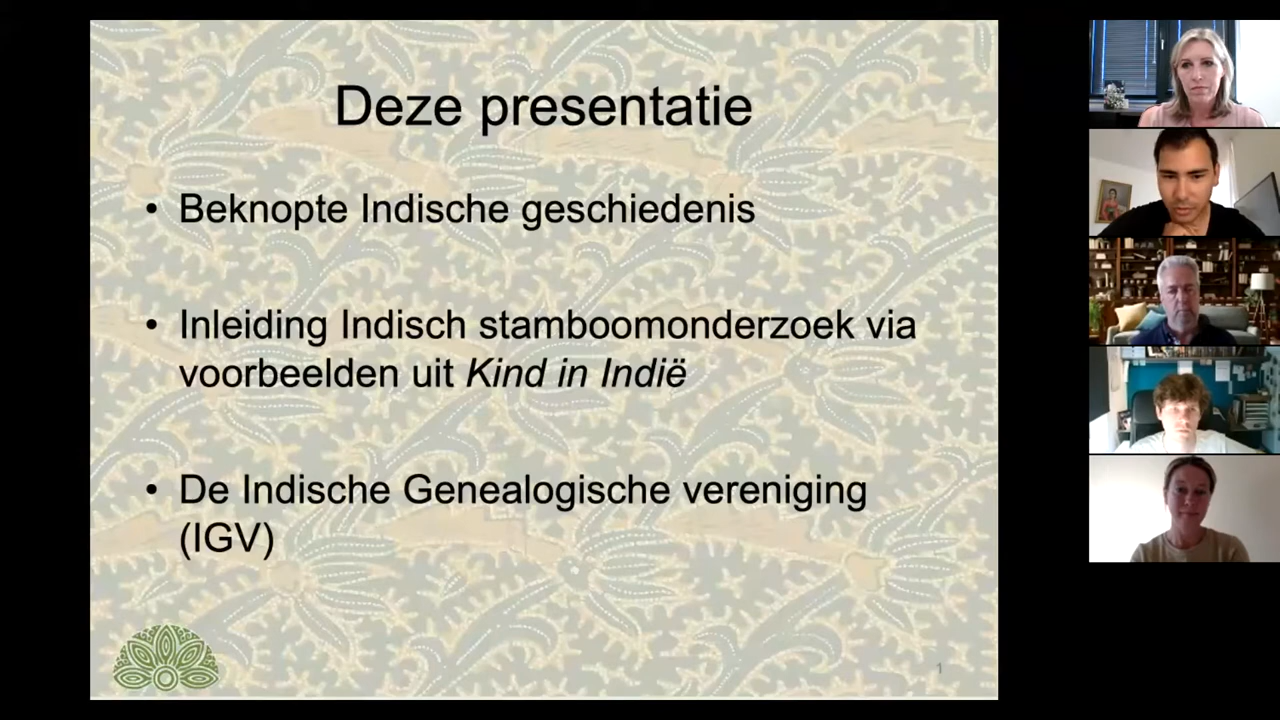 Deze presentatie
• Beknopte Indische geschiedenis
• Inleiding Indisch stamboomonderzoek via
voorbeelden uit Kind in Indië
• De Indische Genealogische vereniging
(IGV)
1